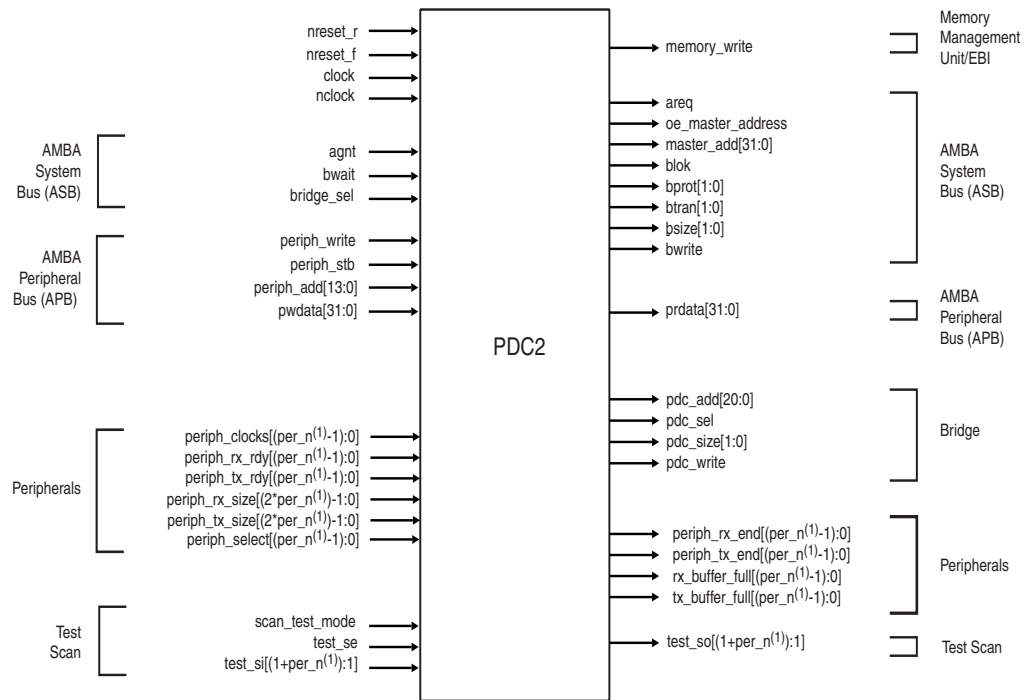 nreset_r
nreset_f
clock
nclock
AMBA
System
Bus (ASB)
agnt
bwait
bridge_sel
AMBA
Peripheral
Bus (APB)
periph_write
periph_stb
periph_add[13:0]
pwdata[31:0]
Peripherals
periph_clocks[(per_n(1)-1):0]
periph_rx_rdy[(per_n(1)-1):0]
periph_tx_rdy[(per_n(1)-1):0]
periph_rx_size[(2*per_n(1))-1:0]
periph_tx_size[(2*per_n(1))-1:0]
periph_select[(per_n(1)-1):0]
Test
Scan
scan_test_mode
test_se
test_si[(1+per_n(1)):1]
PDC2
memory_write
Memory
Management
Unit/EBI
areq
oe_master_address
master_add[31:0]
blok
bprot[1:0]
btran[1:0]
bsize[1:0]
bwrite
AMBA
System
Bus (ASB)
prdata[31:0]
AMBA
Peripheral
Bus (APB)
pdc_add[20:0]
pdc_sel
pdc_size[1:0]
pdc_write
Bridge
periph_rx_end[(per_n(1)-1):0]
periph_tx_end[(per_n(1)-1):0]
rx_buffer_full[(per_n(1)-1):0]
tx_buffer_full[(per_n(1)-1):0]
Peripherals
test_so[(1+per_n(1)):1]
Test Scan